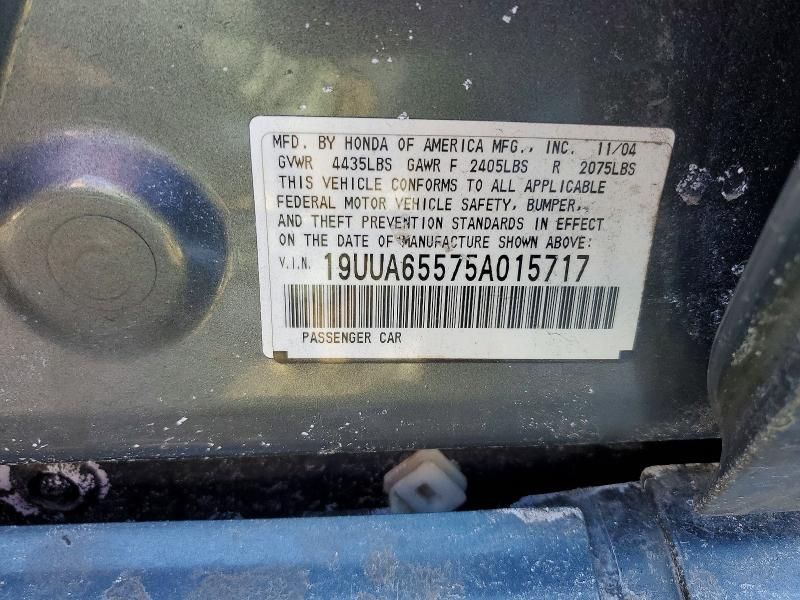 MFD. BY HONDA OF AMERICA MFG., INC. 11/04
GVWR 4435LBS GAWR F 2405LBS R 2075LBS
THIS VEHICLE CONFORMS TO ALL APPLICABLE
FEDERAL MOTOR VEHICLE SAFETY, BUMPER,
AND THEFT PREVENTION STANDARDS IN EFFECT
ON THE DATE OF MANUFACTURE SHOWN ABOVE:
V.I.N. 19UUA65575A015717
PASSENGER CAR